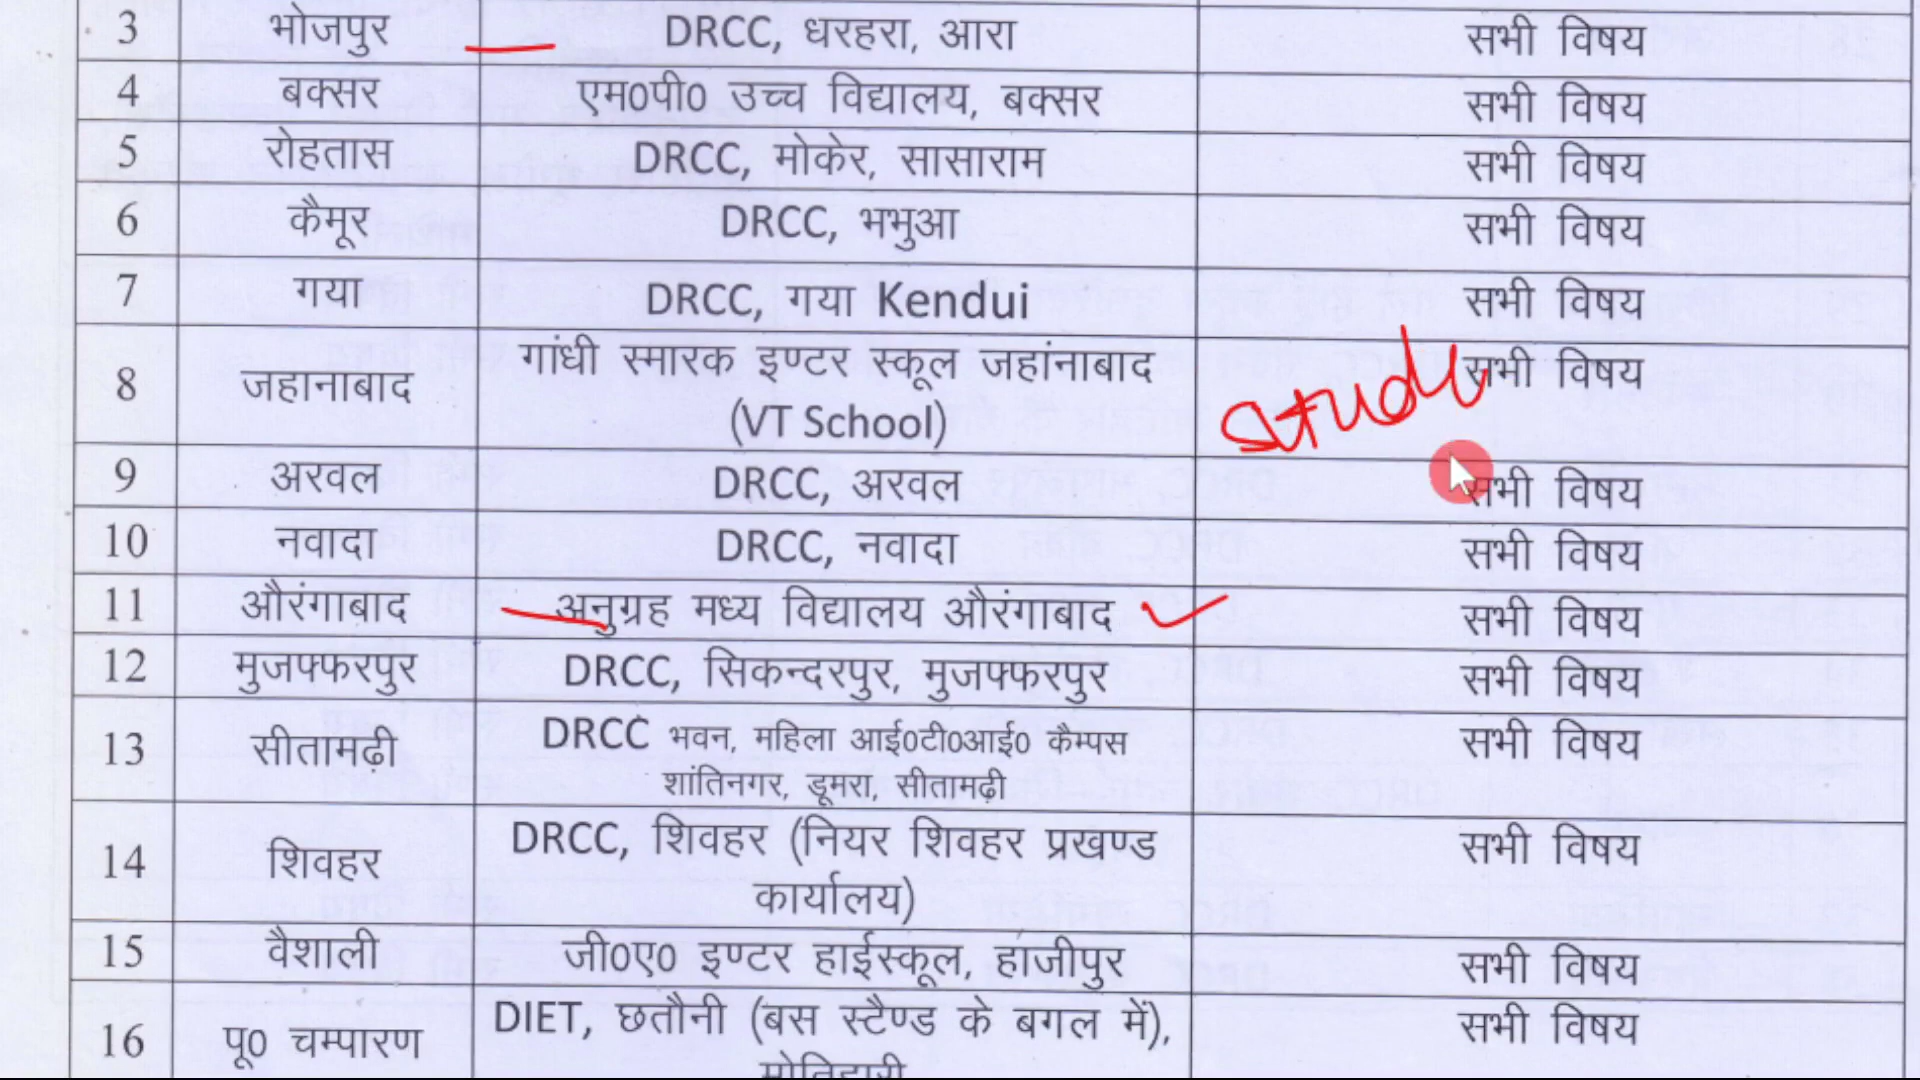 3 भोजपुर DRCC, धरहरा, आरा सभी विषय
4 बक्सर एम0पी0 उच्च विद्यालय, बक्सर सभी विषय
5 रोहतास DRCC, मोकेर, सासाराम सभी विषय
6 कैमूर DRCC, भभुआ सभी विषय
7 गया DRCC, गया Kendui सभी विषय
8 जहानाबाद गांधी स्मारक इण्टर स्कूल जहांनाबाद सभी विषय
(VT School) study
9 अरवल DRCC, अरवल सभी विषय
10 नवादा DRCC, नवादा सभी विषय
11 औरंगाबाद अनुग्रह मध्य विद्यालय औरंगाबाद सभी विषय
12 मुजफ्फरपुर DRCC, सिकन्दरपुर, मुजफ्फरपुर सभी विषय
13 सीतामढ़ी DRCC भवन, महिला आई0टी0आई0 कैम्पस सभी विषय
शांतिनगर, डूमरा, सीतामढ़ी
14 शिवहर DRCC, शिवहर (नियर शिवहर प्रखण्ड सभी विषय
कार्यालय)
15 वैशाली जी0ए0 इण्टर हाईस्कूल, हाजीपुर सभी विषय
16 पू0 चम्पारण DIET, छतौनी (बस स्टैण्ड के बगल में), सभी विषय